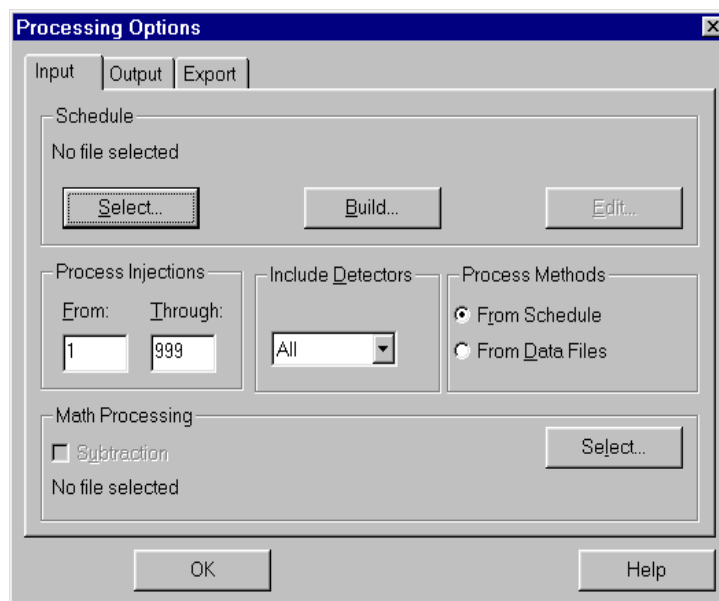 Processing Options
Input Output Export
Schedule
No file selected
Select... Build... Edit...
Process Injections
From: Through:
1 999
Include Detectors
All
Process Methods
From Schedule
From Data Files
Math Processing
Subtraction
Select...
No file selected
OK Help